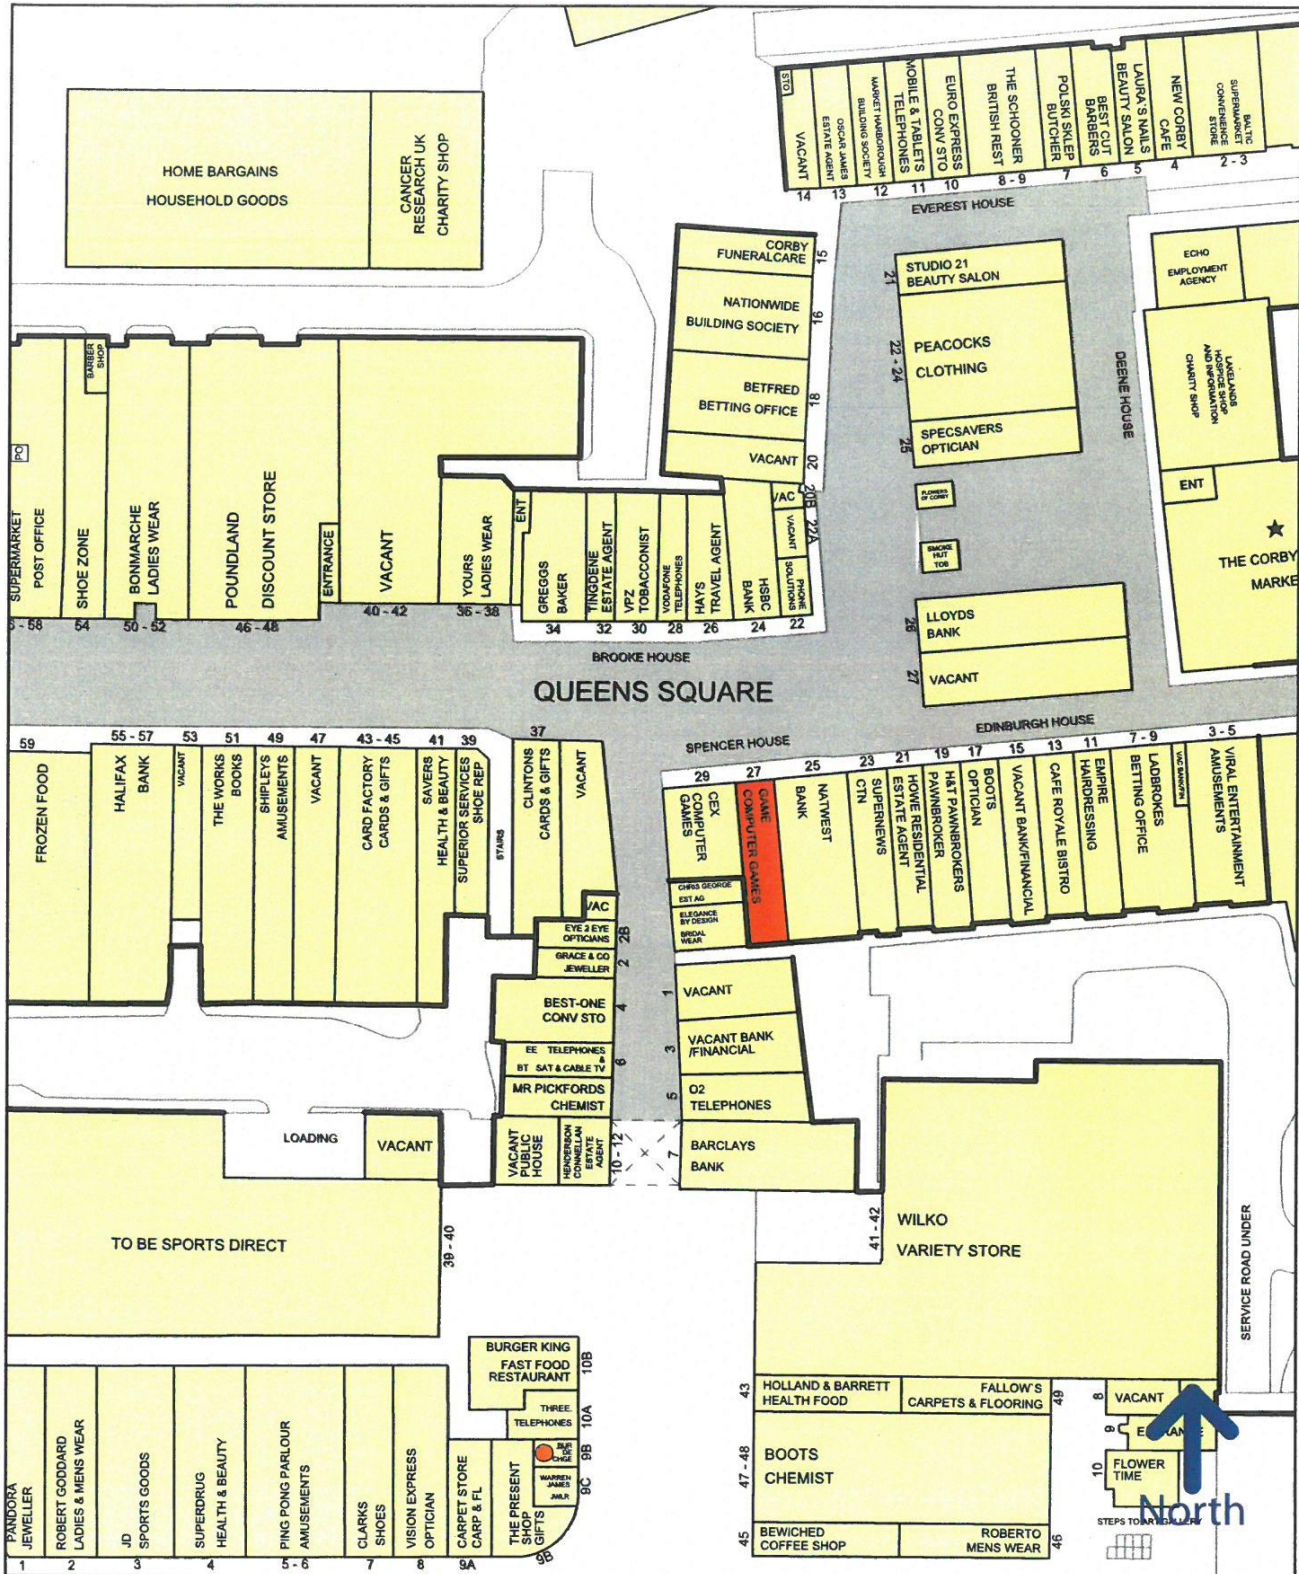 STO
VACANT
14
OSCAR JAMES
ESTATE AGENT
13
MARKET HARBOROUGH
BUILDING SOCIETY
12
MOBILE & TABLETS
TELEPHONES
11
EURO EXPRESS
CONV STO
10
THE SCHOONER
BRITISH REST
8 - 9
POLSKI SKLEP
BUTCHER
7
BEST CUT
BARBERS
6
LAURA'S NAILS
BEAUTY SALON
5
NEW CORBY
CAFE
4
BALTIC
SUPERMARKET
CONVENIENCE
STORE
2 - 3
EVEREST HOUSE
HOME BARGAINS
HOUSEHOLD GOODS
CANCER
RESEARCH UK
CHARITY SHOP
CORBY
FUNERALCARE
15
NATIONWIDE
BUILDING SOCIETY
16
BETFRED
BETTING OFFICE
18
VACANT
20
VAC
20B
VACANT
22A
PHONE
SOLUTIONS
22
STUDIO 21
BEAUTY SALON
21
PEACOCKS
CLOTHING
22 - 24
SPECSAVERS
OPTICIAN
25
FLOWERS
OF CORBY
SMOKE
HUT
TOB
LLOYDS
BANK
26
VACANT
27
DEENE HOUSE
ECHO
EMPLOYMENT
AGENCY
LAKELANDS
HOSPICE SHOP
AND INFORMATION
CHARITY SHOP
ENT
THE CORBY
MARKE
SUPERMARKET
POST OFFICE
PO
- 58
SHOE ZONE
54
BARBER
SHOP
BONMARCHE
LADIES WEAR
50 - 52
POUNDLAND
DISCOUNT STORE
46 - 48
ENTRANCE
VACANT
40 - 42
YOURS
LADIES WEAR
36 - 38
ENT
GREGGS
BAKER
34
TINGDENE
ESTATE AGENT
32
VPZ
TOBACCONIST
30
VODAFONE
TELEPHONES
28
HAYS
TRAVEL AGENT
26
HSBC
BANK
24
BROOKE HOUSE
QUEENS SQUARE
SPENCER HOUSE
EDINBURGH HOUSE
59
FROZEN FOOD
55 - 57
HALIFAX
BANK
53
VACANT
51
THE WORKS
BOOKS
49
SHIPLEYS
AMUSEMENTS
47
VACANT
43 - 45
CARD FACTORY
CARDS & GIFTS
41
SAVERS
HEALTH & BEAUTY
39
SUPERIOR SERVICES
SHOE REP
STAIRS
37
CLINTONS
CARDS & GIFTS
VACANT
29
CEX
COMPUTER
GAMES
27
GAME
COMPUTER GAMES
25
NATWEST
BANK
23
SUPERNEWS
CTN
21
HOWE RESIDENTIAL
ESTATE AGENT
19
H&T PAWNBROKERS
PAWNBROKER
17
BOOTS
OPTICIAN
15
VACANT BANK/FINANCIAL
13
CAFE ROYALE BISTRO
11
EMPIRE
HAIRDRESSING
7 - 9
LADBROKES
BETTING OFFICE
VAC BANK/FIN
3 - 5
VIRAL ENTERTAINMENT
AMUSEMENTS
CHRIS GEORGE
EST AG
ELEGANCE
BY DESIGN
BRIDAL
WEAR
VAC
EYE 2 EYE
OPTICIANS
2B
GRACE & CO
JEWELLER
2
BEST-ONE
CONV STO
4
EE TELEPHONES
&
BT SAT & CABLE TV
6
MR PICKFORDS
CHEMIST
VACANT
PUBLIC
HOUSE
HENDERSON
CONNELLAN
ESTATE
AGENT
10 - 12
1
VACANT
3
VACANT BANK
/FINANCIAL
5
O2
TELEPHONES
7
BARCLAYS
BANK
LOADING
VACANT
TO BE SPORTS DIRECT
39 - 40
41 - 42
WILKO
VARIETY STORE
SERVICE ROAD UNDER
BURGER KING
FAST FOOD
RESTAURANT
10B
THREE
TELEPHONES
10A
BUR
DE
CHGE
9B
WARREN
JAMES
JWLR
9C
PANDORA
JEWELLER
1
ROBERT GODDARD
LADIES & MENS WEAR
2
JD
SPORTS GOODS
3
SUPERDRUG
HEALTH & BEAUTY
4
PING PONG PARLOUR
AMUSEMENTS
5 - 6
CLARKS
SHOES
7
VISION EXPRESS
OPTICIAN
8
CARPET STORE
CARP & FL
9A
THE PRESENT
SHOP
GIFTS
9B
43
HOLLAND & BARRETT
HEALTH FOOD
FALLOW'S
CARPETS & FLOORING
49
47 - 48
BOOTS
CHEMIST
45
BEWICHED
COFFEE SHOP
ROBERTO
MENS WEAR
46
8
VACANT
9
ENTRANCE
10
FLOWER
TIME
STEPS TO ART GALLERY
North